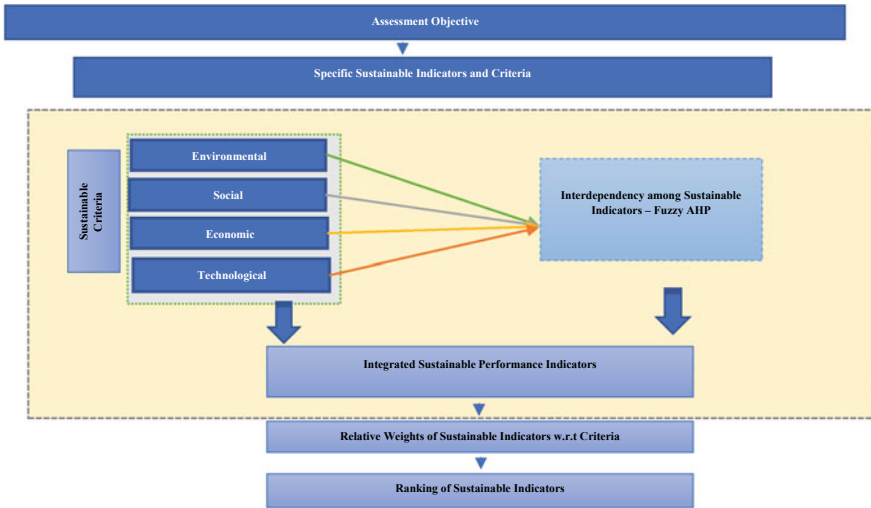 Assessment Objective
Specific Sustainable Indicators and Criteria
Sustainable
Criteria
Environmental
Social
Economic
Technological
Interdependency among Sustainable
Indicators – Fuzzy AHP
Integrated Sustainable Performance Indicators
Relative Weights of Sustainable Indicators w.r.t Criteria
Ranking of Sustainable Indicators